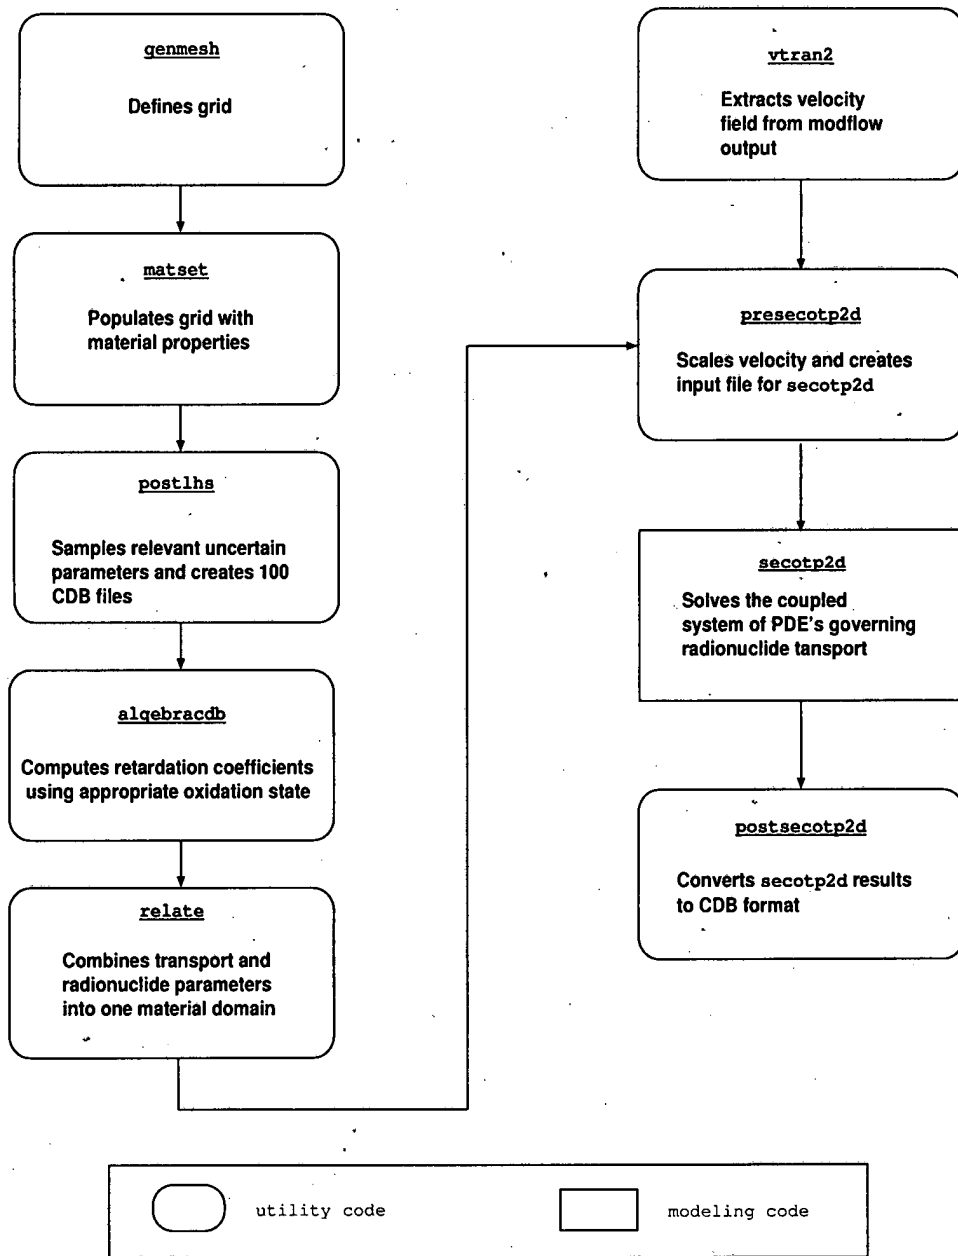 genmesh
Defines grid
matset
Populates grid with
material properties
postlhs
Samples relevant uncertain
parameters and creates 100
CDB files
algebracdb
Computes retardation coefficients
using appropriate oxidation state
relate
Combines transport and
radionuclide parameters
into one material domain
vtran2
Extracts velocity
field from modflow
output
presecotp2d
Scales velocity and creates
input file for secotp2d
secotp2d
Solves the coupled
system of PDE's governing
radionuclide tansport
postsecotp2d
Converts secotp2d results
to CDB format
utility code
modeling code